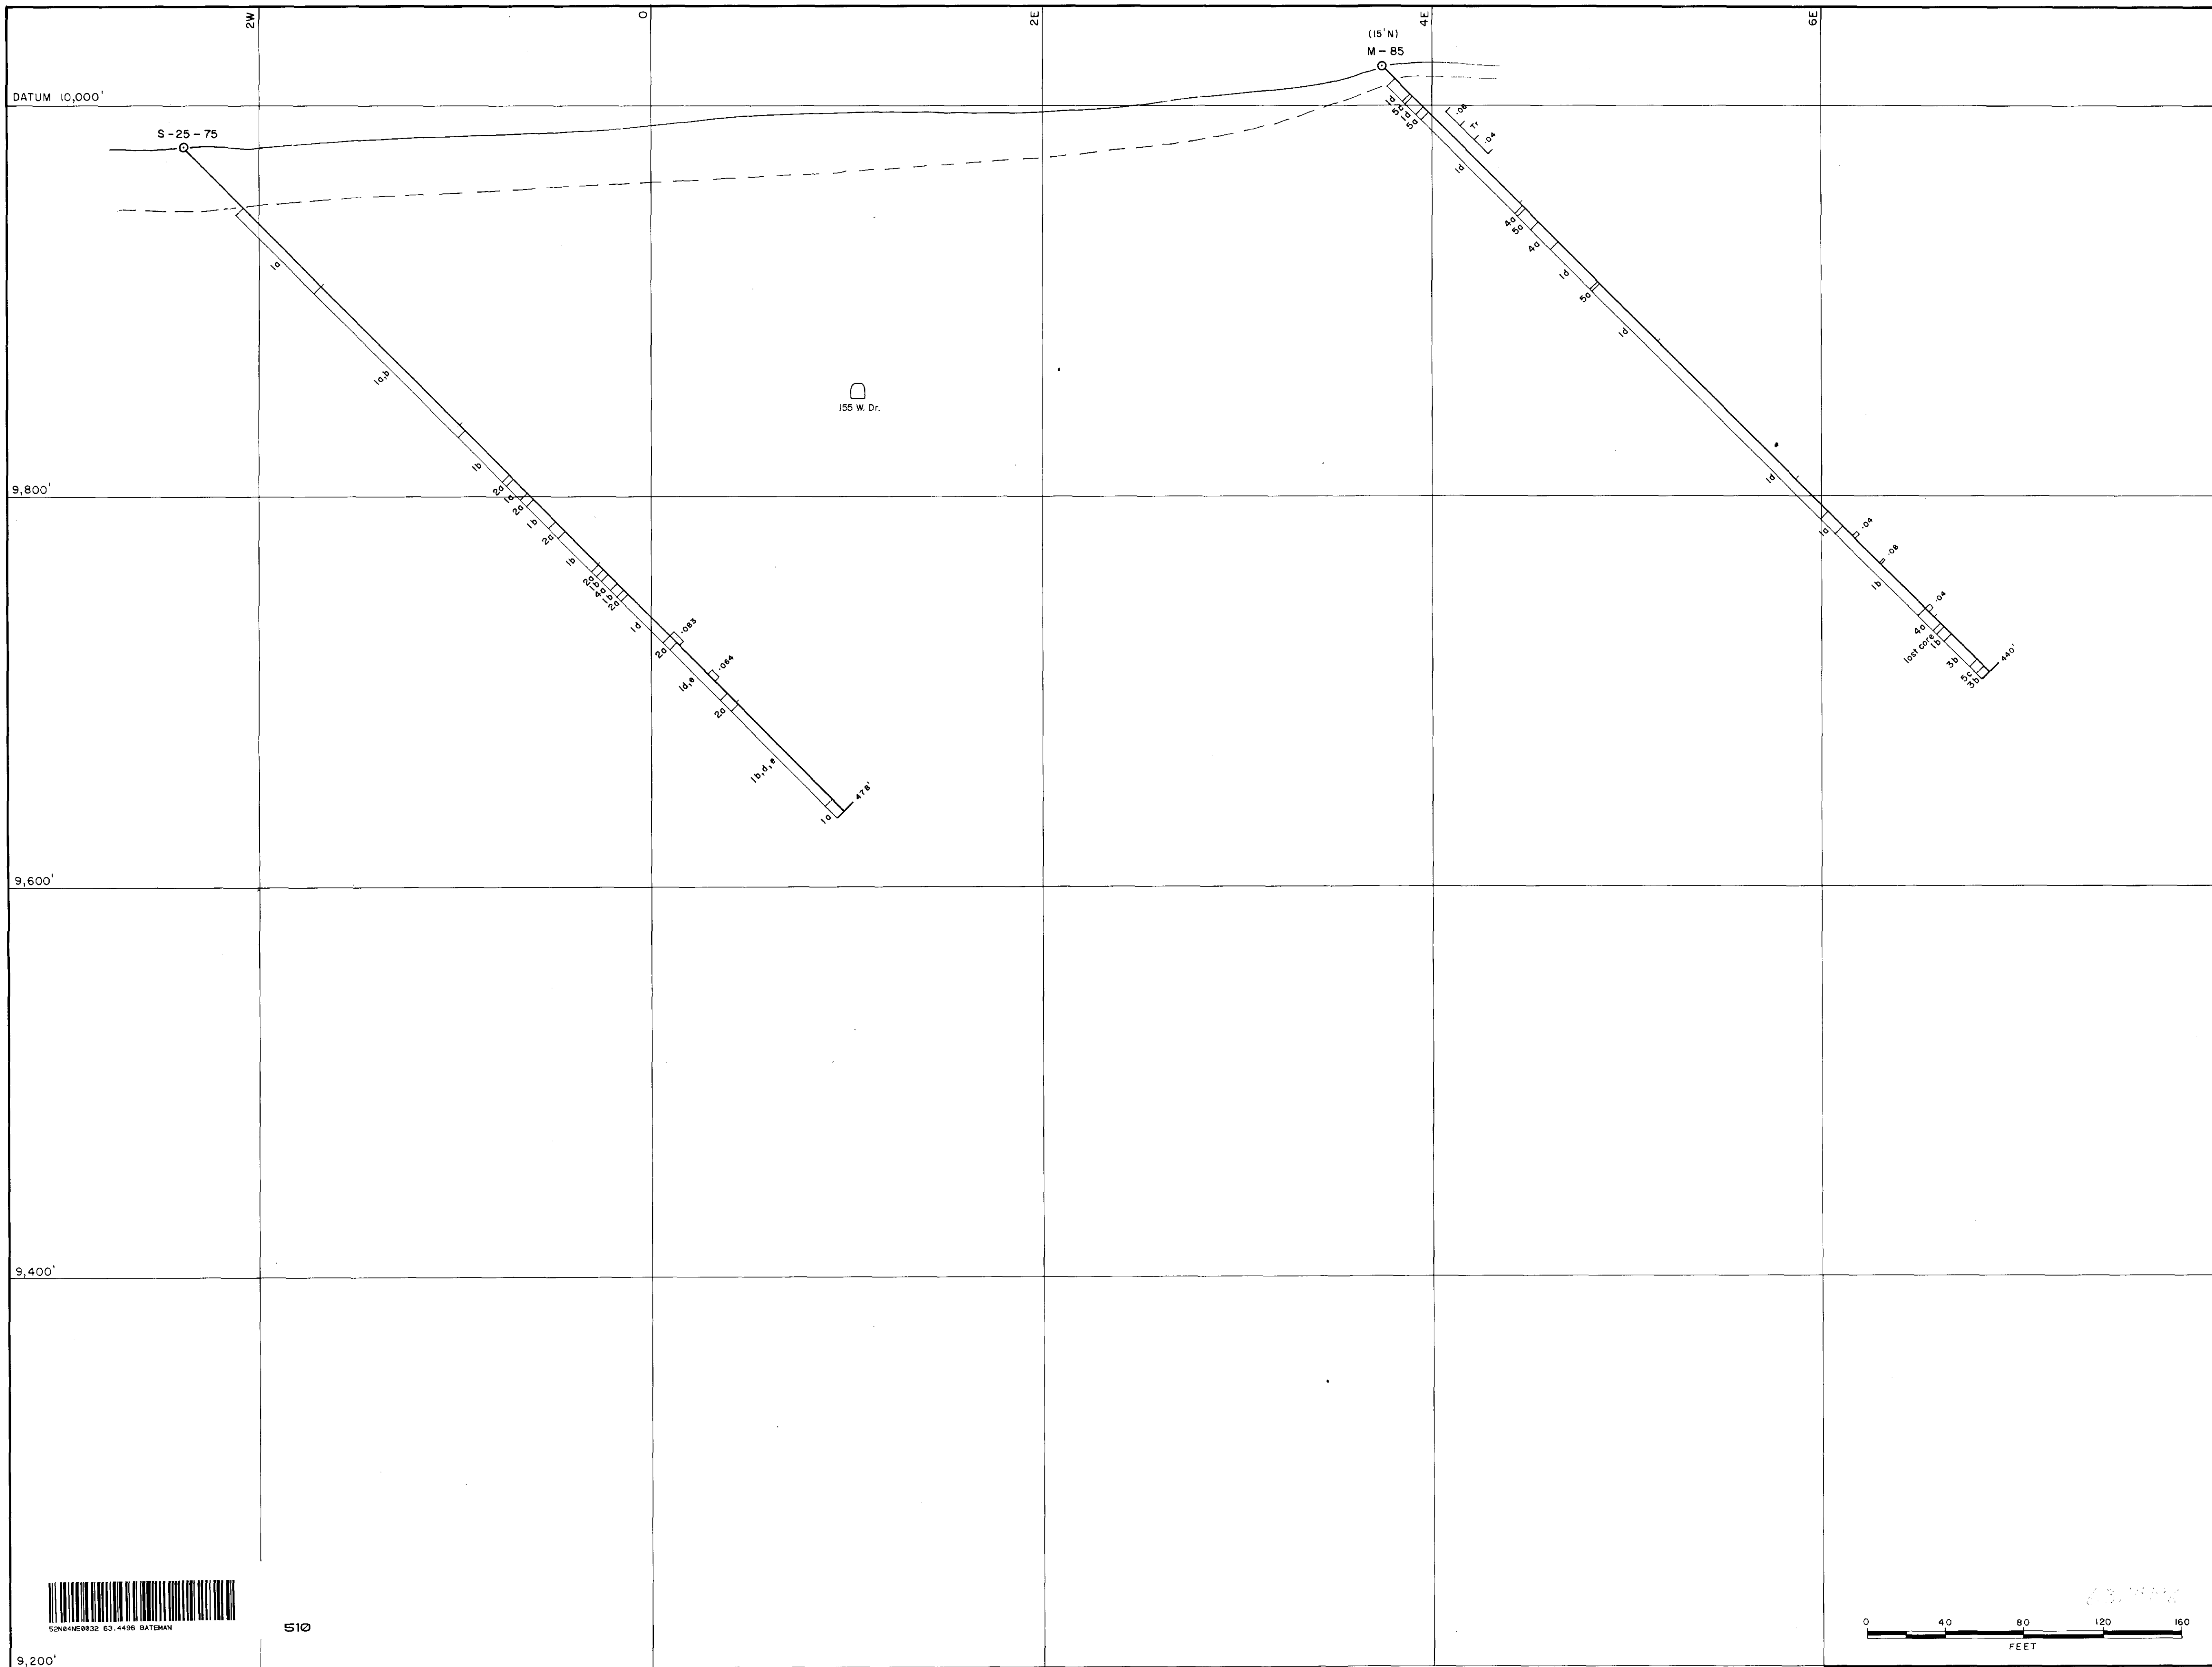 2W
0
2E
4E
6E
(15'N)
M-85
DATUM 10,000'
S-25-75
1d
5c
1d
5a
.08
Tr
.04
1d
4a
5a
4a
1d
5a
1d
1d
1a
.04
.08
1b
.04
4a
lost core
1b
3b
5c
3b
440'
1a
1a,b
155 W. Dr.
1b
2a
1a
2a
1b
2a
1b
2a
1b
4a
1b
2a
1d
.083
2a
.064
1d,e
2a
1b,d,e
478'
1a
9,800'
9,600'
9,400'
9,200'
52N04NE0032 63.4496 BATEMAN
510
0 40 80 120 160
FEET